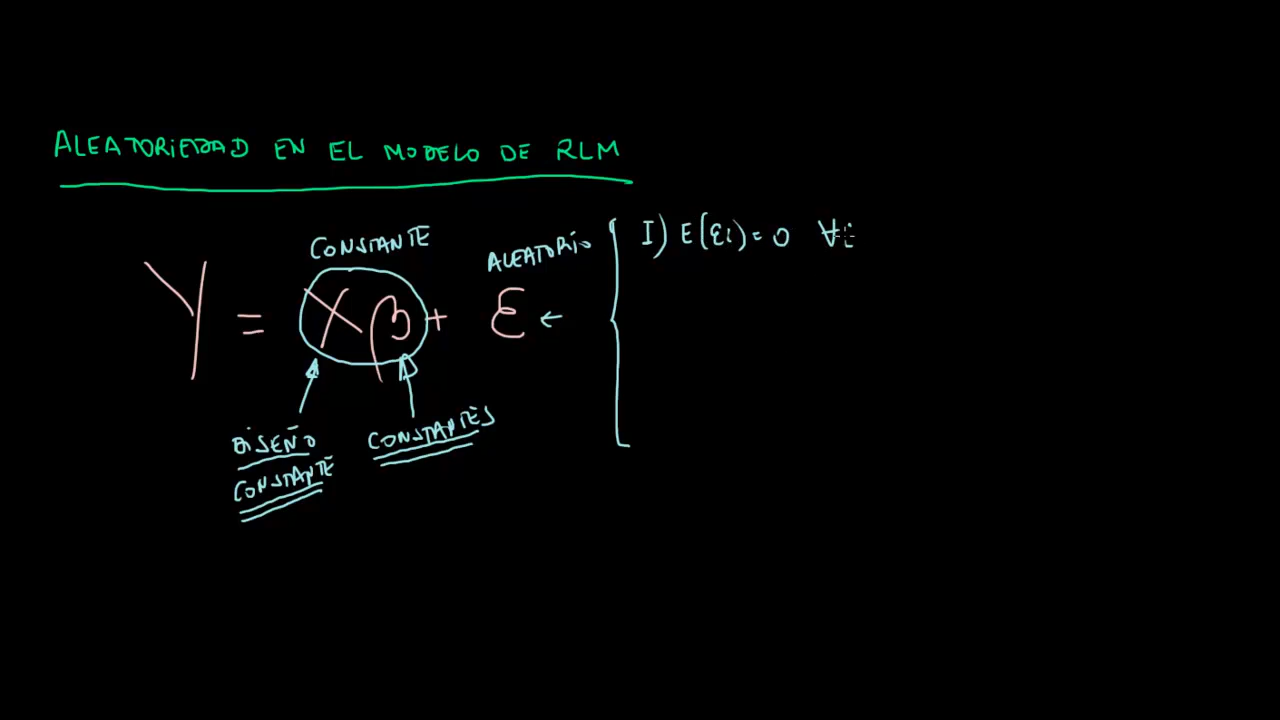 ALEATORIEDAD EN EL MODELO DE RLM
CONSTANTE
ALEATORIO
I) E(εi) = 0 ∀i
Y = Xβ + ε ←
DISEÑO
CONSTANTE
CONSTANTES